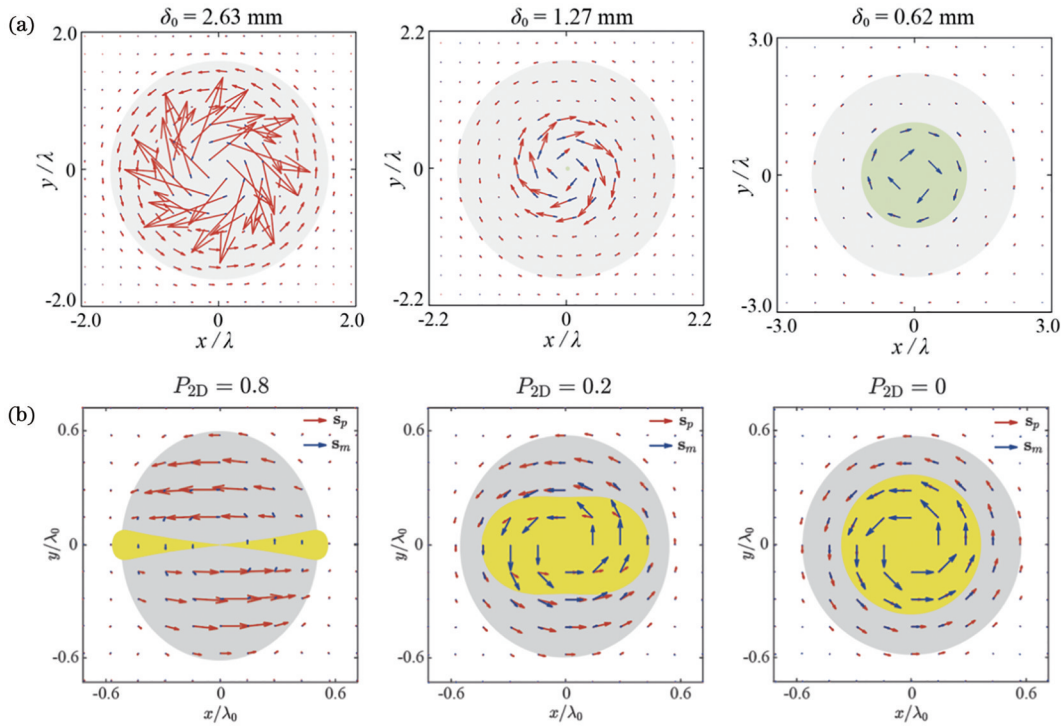 (a)
δ₀ = 2.63 mm
δ₀ = 1.27 mm
δ₀ = 0.62 mm
2.0
y/λ
0
-2.0
-2.0
0
2.0
x/λ
2.2
y/λ
0
-2.2
-2.2
0
2.2
x/λ
3.0
y/λ
0
-3.0
-3.0
0
3.0
x/λ
(b)
P₂D = 0.8
P₂D = 0.2
P₂D = 0
sₚ
sₘ
0.6
y/λ₀
0
-0.6
-0.6
0
0.6
x/λ₀
sₚ
sₘ
0.6
y/λ₀
0
-0.6
-0.6
0
0.6
x/λ₀
sₚ
sₘ
0.6
y/λ₀
0
-0.6
-0.6
0
0.6
x/λ₀